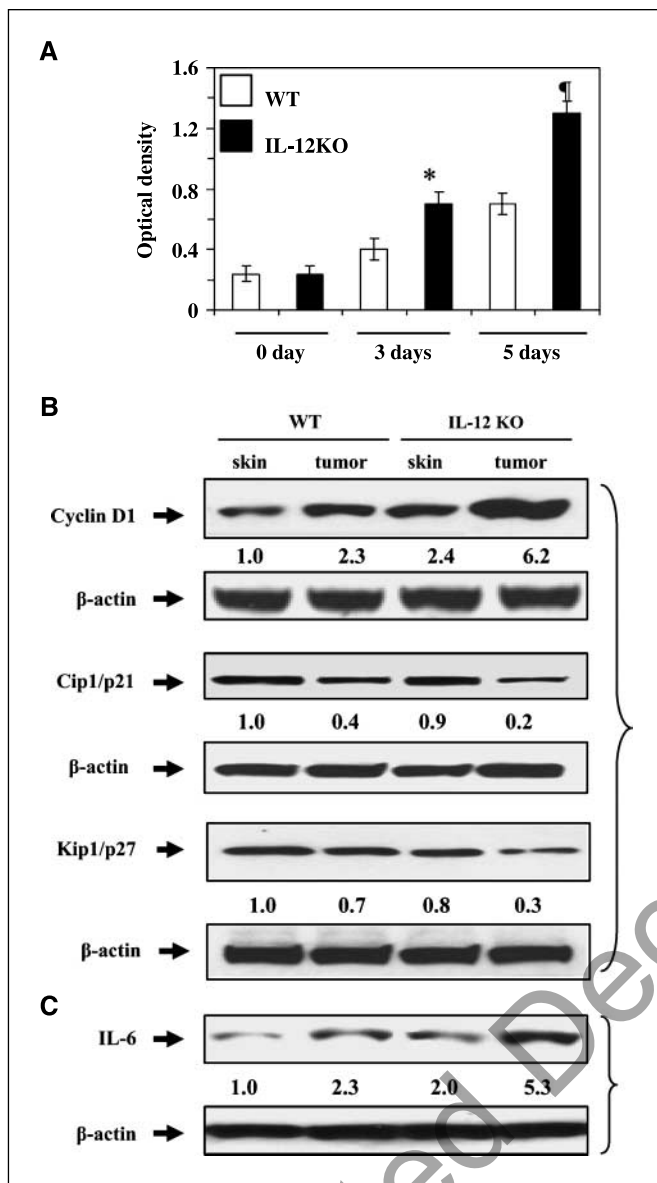 A
1.6
WT
1.2
IL-12KO
¶
*
0.8
0.4
0
Optical density
0 day 3 days 5 days
B
WT IL-12 KO
skin tumor skin tumor
Cyclin D1
1.0 2.3 2.4 6.2
β-actin
Cip1/p21
1.0 0.4 0.9 0.2
β-actin
Kip1/p27
1.0 0.7 0.8 0.3
β-actin
C
IL-6
1.0 2.3 2.0 5.3
β-actin